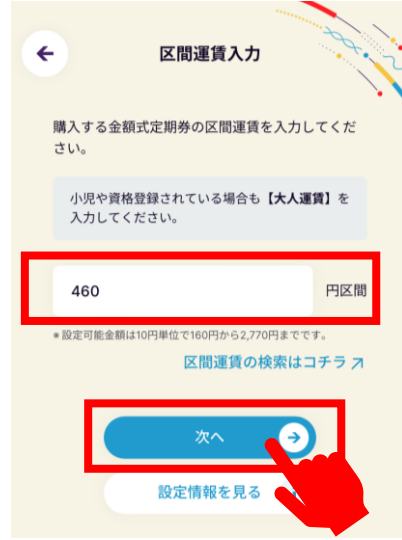 区間運賃入力
購入する金額式定期券の区間運賃を入力してくだ
さい。
小児や資格登録されている場合も【大人運賃】を
入力してください。
460 円区間
※設定可能金額は10円単位で160円から2,770円までです。
区間運賃の検索はコチラ
次へ
設定情報を見る